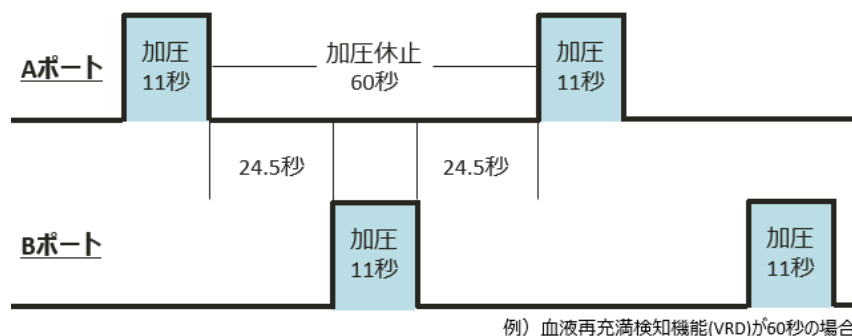 Aポート
加圧
11秒
加圧休止
60秒
加圧
11秒
24.5秒
24.5秒
Bポート
加圧
11秒
加圧
11秒
例）血液再充満検知機能(VRD)が60秒の場合